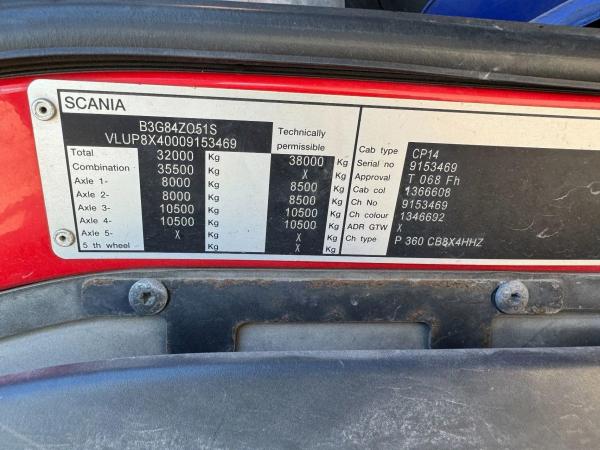 SCANIA
B3G84ZO51S
VLUP8X40009153469
Technically permissible
Total 32000 Kg 38000 Kg
Combination 35500 Kg X Kg
Axle 1- 8000 Kg 8500 Kg
Axle 2- 8000 Kg 8500 Kg
Axle 3- 10500 Kg 10500 Kg
Axle 4- 10500 Kg 10500 Kg
Axle 5- X Kg X Kg
5 th wheel X Kg X Kg
Cab type CP14
Serial no 9153469
Approval T 068 Fh
Cab col 1366608
Ch No 9153469
Ch colour 1346692
ADR GTW X
Ch type P 360 CB8X4HHZ